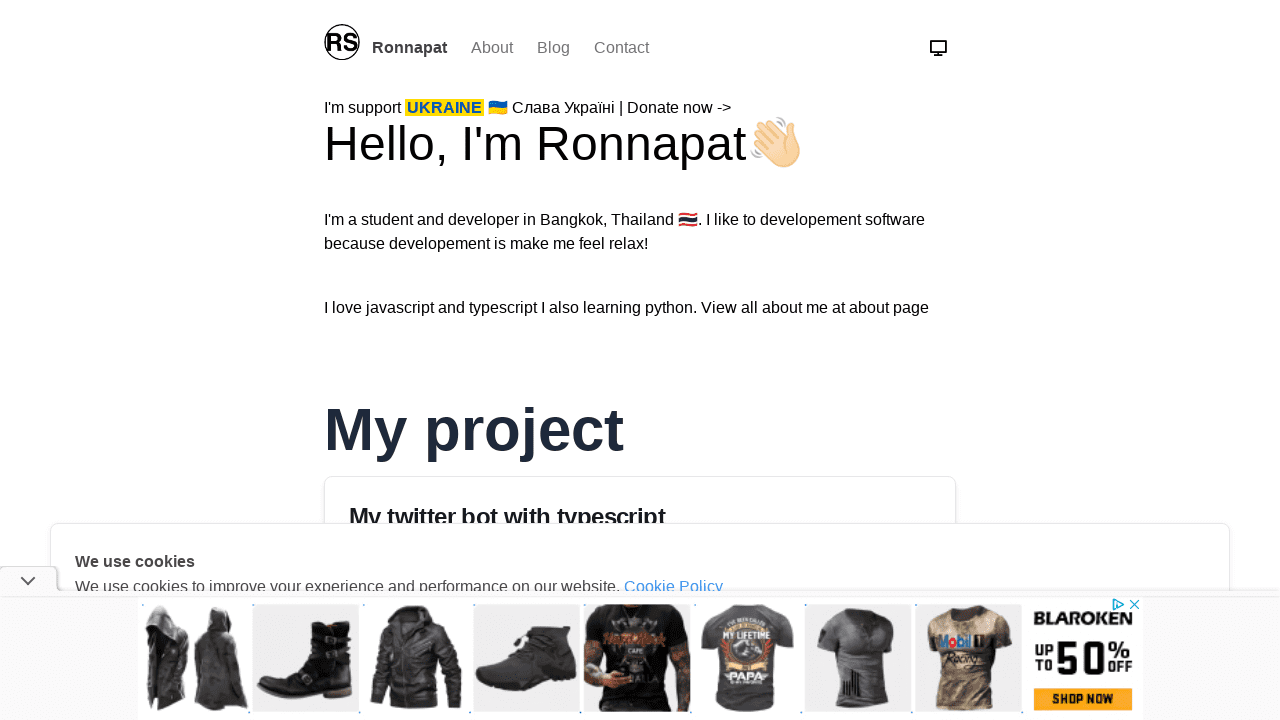 RS
Ronnapat About Blog Contact
I'm support UKRAINE 🇺🇦 Слава Україні | Donate now ->
Hello, I'm Ronnapat👋🏻
I'm a student and developer in Bangkok, Thailand 🇹🇭. I like to developement software
because developement is make me feel relax!
I love javascript and typescript I also learning python. View all about me at about page
My project
My twitter bot with typescript
We use cookies
We use cookies to improve your experience and performance on our website. Cookie Policy
MY LIFETIME
PAPA
Mobil 1
Racing
BLAROKEN
UP TO 50% OFF
SHOP NOW